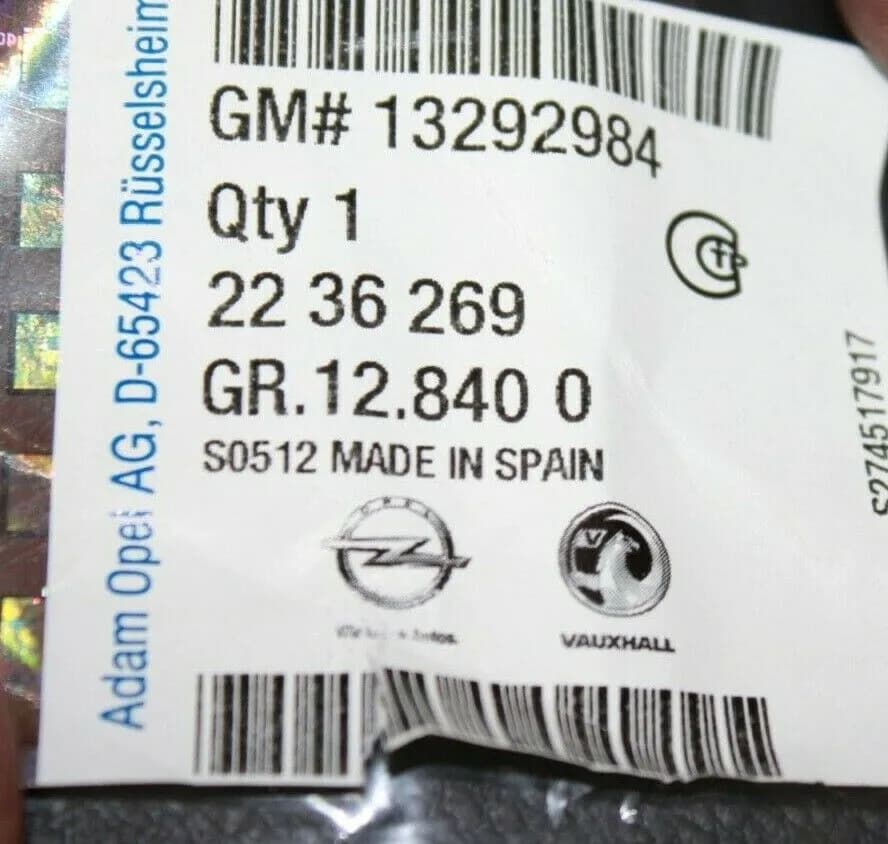 GM# 13292984
Qty 1
22 36 269
GR.12.840 0
S0512 MADE IN SPAIN
OPEL
VAUXHALL
Adam Opel AG, D-65423 Rüsselsheim
S274517917